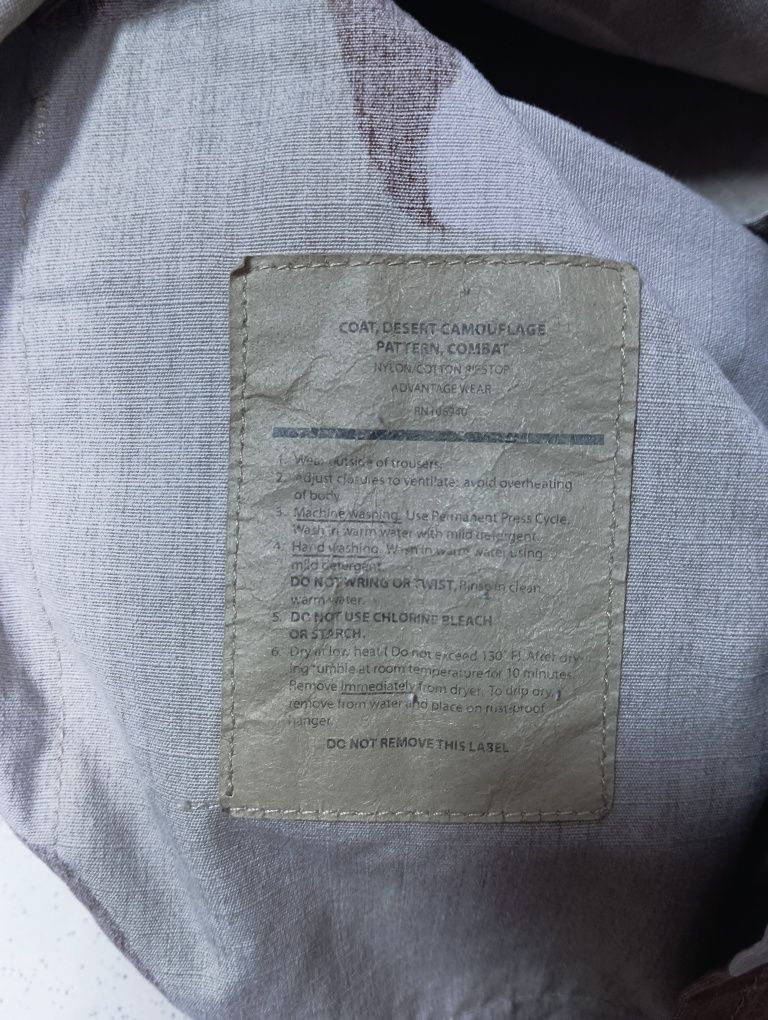 COAT, DESERT CAMOUFLAGE
PATTERN, COMBAT
NYLON/COTTON RIPSTOP
ADVANTAGE WEAR
1. Wear outside of trousers.
2. Adjust closures to ventilate; avoid overheating
of body.
3. Machine washing. Use Permanent Press Cycle.
Wash in warm water with mild detergent.
4. Hand washing. Wash in warm water using
mild detergent.
DO NOT WRING OR TWIST. Rinse in clean
warm water.
5. DO NOT USE CHLORINE BLEACH
OR STARCH.
6. Dry at low heat ( Do not exceed 130° F). After dry-
ing tumble at room temperature for 10 minutes.
Remove immediately from dryer. To drip dry,
remove from water and place on rust-proof
hanger.
DO NOT REMOVE THIS LABEL